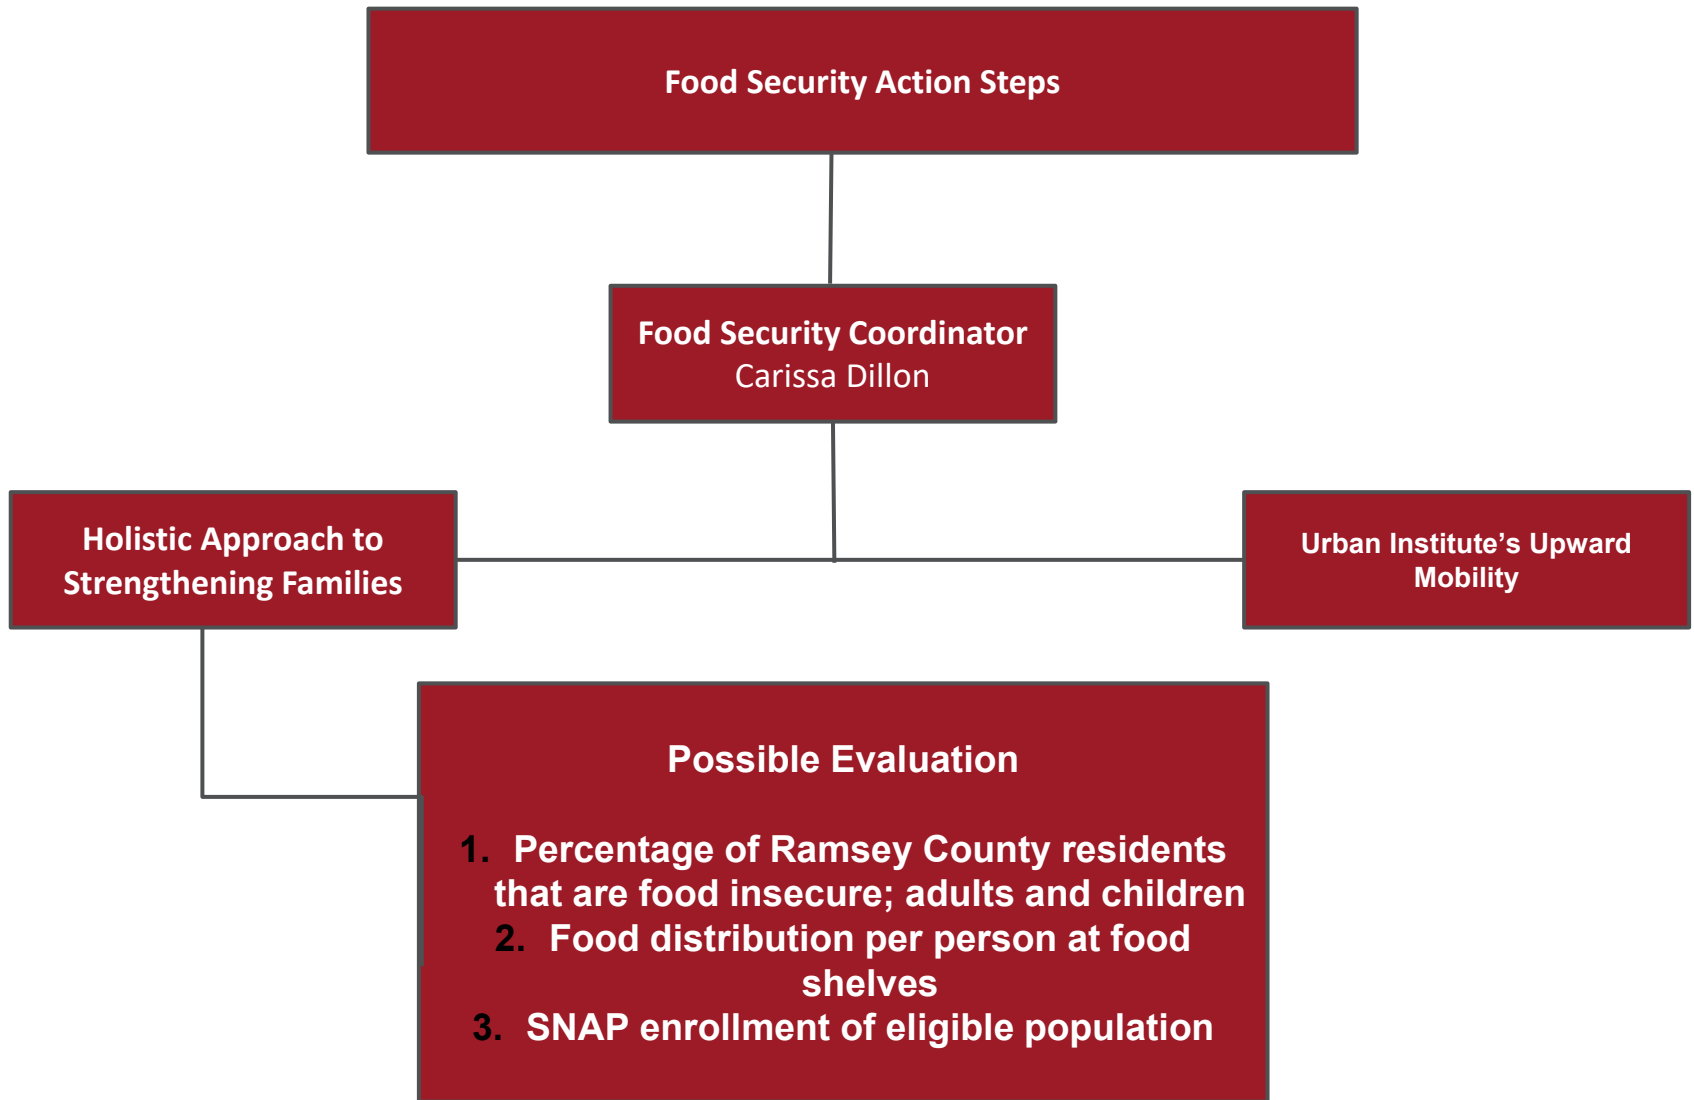 Food Security Action Steps
Food Security Coordinator
Carissa Dillon
Holistic Approach to
Strengthening Families
Urban Institute’s Upward
Mobility
Possible Evaluation
1. Percentage of Ramsey County residents
that are food insecure; adults and children
2. Food distribution per person at food
shelves
3. SNAP enrollment of eligible population